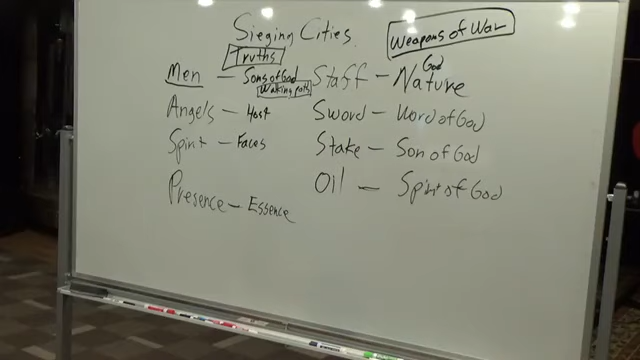 Sieging Cities.
Weapons of War
Truths
Men - Sons of God
Walking paths
Angels - Host
Spirit - Faces
Presence - Essence
God
Staff - Nature
Sword - Word of God
Stake - Son of God
Oil - Spirit of God